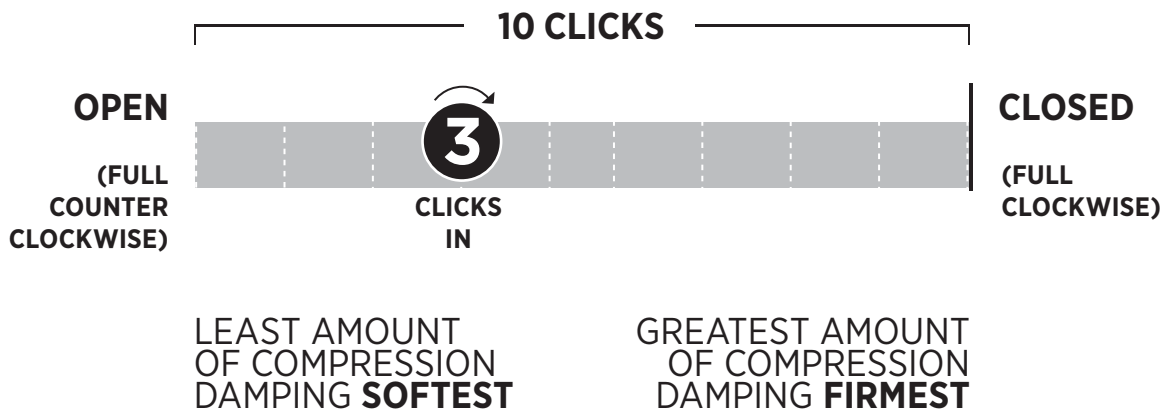 10 CLICKS
OPEN
(FULL
COUNTER
CLOCKWISE)
3
CLICKS
IN
CLOSED
(FULL
CLOCKWISE)
LEAST AMOUNT
OF COMPRESSION
DAMPING SOFTEST
GREATEST AMOUNT
OF COMPRESSION
DAMPING FIRMEST